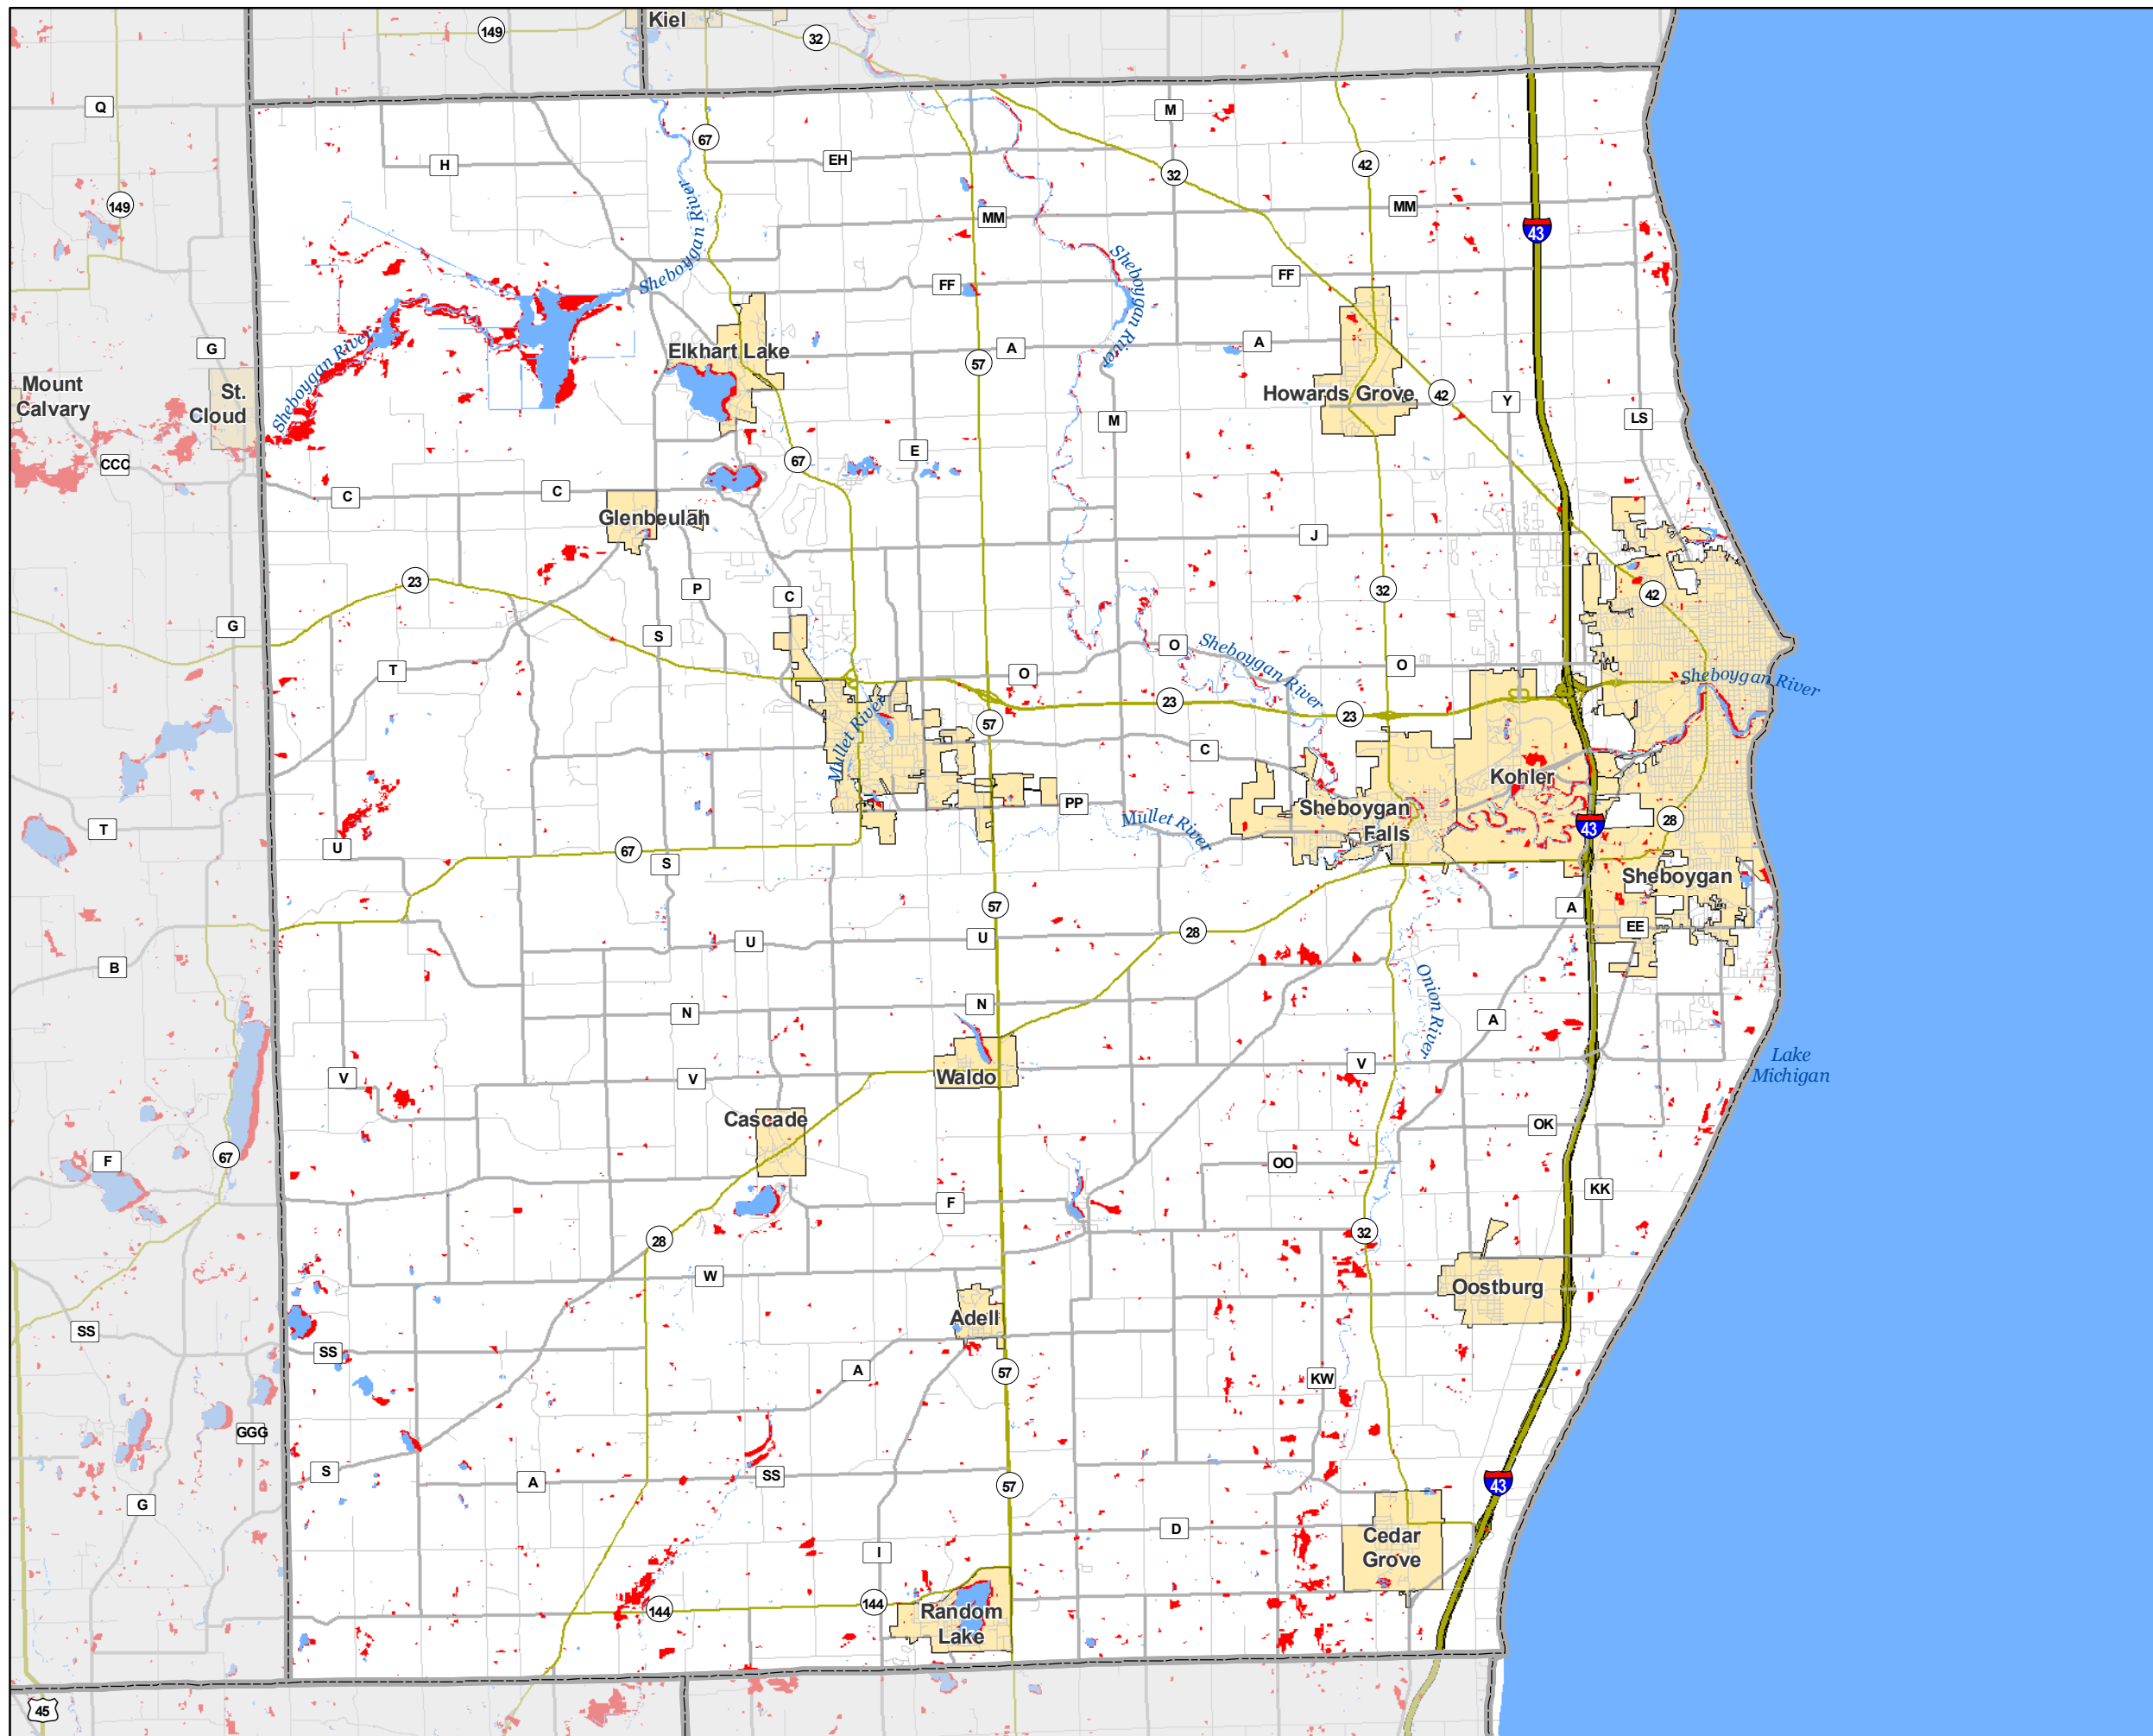 Kiel
149
32
Q
M
67
H
EH
42
32
149
Sheboygan River
MM
MM
43
Sheboygan River
Sheboygan River
FF
FF
G
A
A
Elkhart Lake
57
Mount
Calvary
St.
Cloud
Sheboygan River
Howards Grove
42
Y
LS
M
E
67
CCC
C
C
Glenbeulah
J
23
P
C
32
42
G
S
T
O
Sheboygan River
O
O
Sheboygan River
23
23
57
Mullet River
C
Kohler
PP
Sheboygan
Falls
Mullet River
28
43
T
U
67
S
Sheboygan
57
A
EE
28
U
U
B
Onion
River
N
N
A
V
V
V
Waldo
Lake
Michigan
Cascade
OK
F
67
OO
KK
F
32
28
W
Oostburg
Adell
SS
SS
A
57
KW
GGG
S
A
SS
57
43
G
D
Cedar
Grove
I
144
144
Random
Lake
45